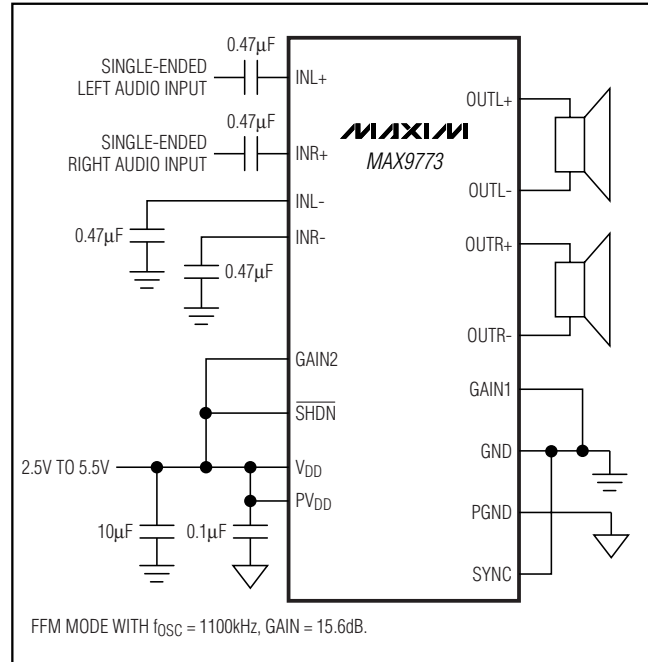 0.47µF
SINGLE-ENDED
LEFT AUDIO INPUT
INL+
0.47µF
SINGLE-ENDED
RIGHT AUDIO INPUT
INR+
INL-
0.47µF
INR-
0.47µF
GAIN2
SHDN
2.5V TO 5.5V
VDD
PVDD
10µF
0.1µF
MAXIM
MAX9773
OUTL+
OUTL-
OUTR+
OUTR-
GAIN1
GND
PGND
SYNC
FFM MODE WITH fOSC = 1100kHz, GAIN = 15.6dB.